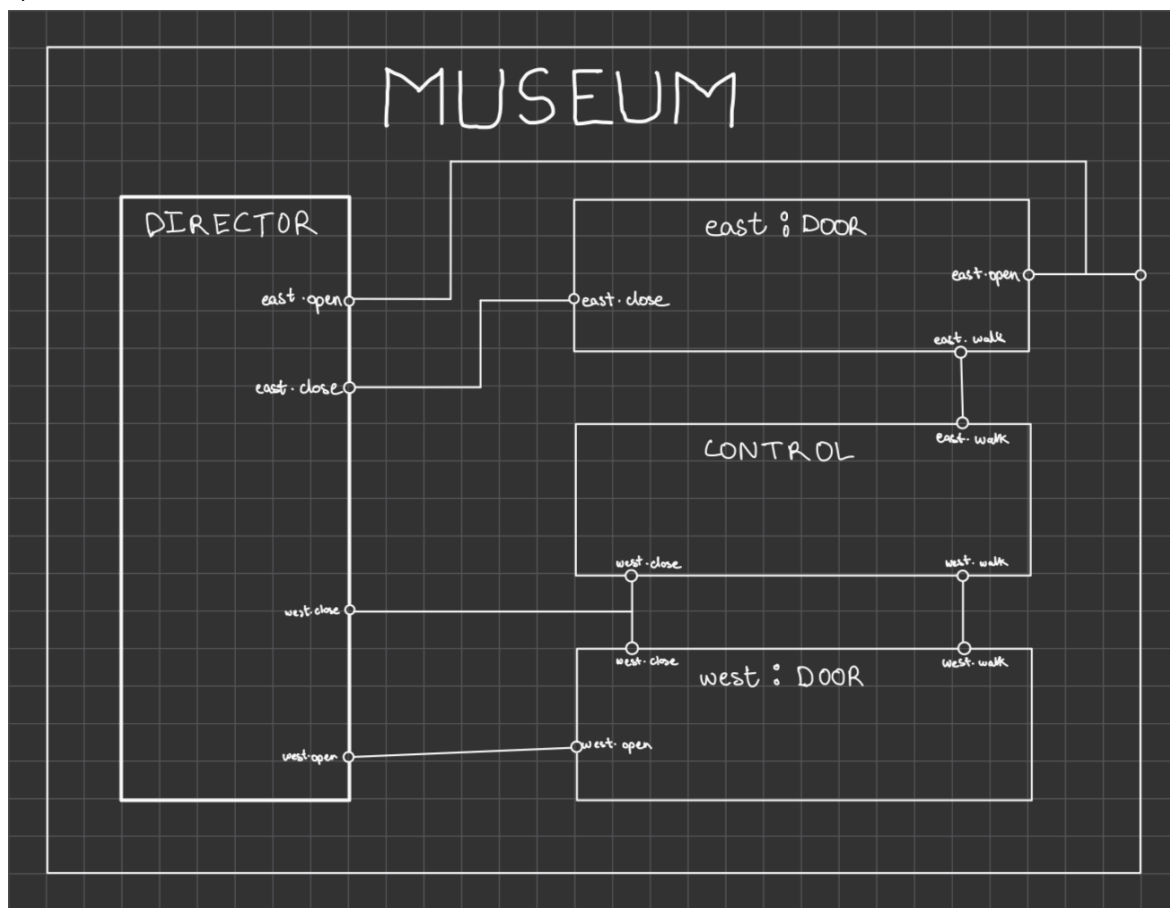 MUSEUM
DIRECTOR
east.open
east.close
west.close
west.open
east : DOOR
east.open
east.close
east.walk
CONTROL
east.walk
west.close
west.walk
west : DOOR
west.close
west.walk
west.open